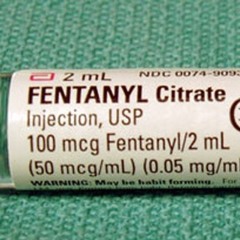 2 mL NDC 0074-909
FENTANYL Citrate
Injection, USP
100 mcg Fentanyl/2 mL
(50 mcg/mL) (0.05 mg/m
WARNING: May be habit forming.